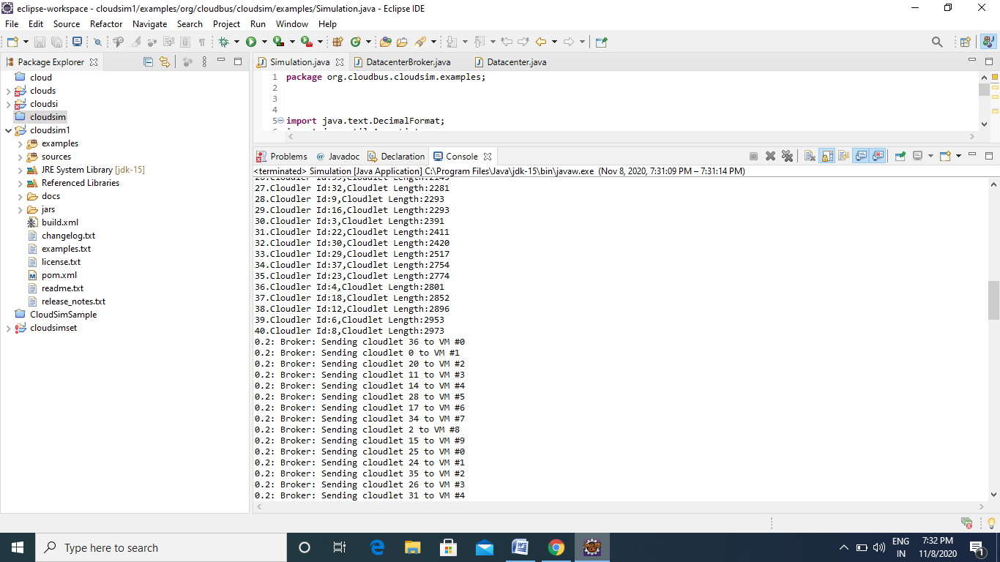 eclipse-workspace - cloudsim1/examples/org/cloudbus/cloudsim/examples/Simulation.java - Eclipse IDE
File Edit Source Refactor Navigate Search Project Run Window Help
Package Explorer
cloud
clouds
cloudsi
cloudsim
cloudsim1
examples
sources
JRE System Library [jdk-15]
Referenced Libraries
docs
jars
build.xml
changelog.txt
examples.txt
license.txt
pom.xml
readme.txt
release_notes.txt
CloudSimSample
cloudsimset
Simulation.java DatacenterBroker.java Datacenter.java
1 package org.cloudbus.cloudsim.examples;
2
3
4
5 import java.text.DecimalFormat;
Problems Javadoc Declaration Console
<terminated> Simulation [Java Application] C:\Program Files\Java\jdk-15\bin\javaw.exe (Nov 8, 2020, 7:31:09 PM – 7:31:14 PM)
27.Cloudler Id:32,Cloudlet Length:2281
28.Cloudler Id:9,Cloudlet Length:2293
29.Cloudler Id:16,Cloudlet Length:2293
30.Cloudler Id:3,Cloudlet Length:2391
31.Cloudler Id:22,Cloudlet Length:2411
32.Cloudler Id:30,Cloudlet Length:2420
33.Cloudler Id:29,Cloudlet Length:2517
34.Cloudler Id:37,Cloudlet Length:2754
35.Cloudler Id:23,Cloudlet Length:2774
36.Cloudler Id:4,Cloudlet Length:2801
37.Cloudler Id:18,Cloudlet Length:2852
38.Cloudler Id:12,Cloudlet Length:2896
39.Cloudler Id:6,Cloudlet Length:2953
40.Cloudler Id:8,Cloudlet Length:2973
0.2: Broker: Sending cloudlet 36 to VM #0
0.2: Broker: Sending cloudlet 0 to VM #1
0.2: Broker: Sending cloudlet 20 to VM #2
0.2: Broker: Sending cloudlet 11 to VM #3
0.2: Broker: Sending cloudlet 14 to VM #4
0.2: Broker: Sending cloudlet 28 to VM #5
0.2: Broker: Sending cloudlet 17 to VM #6
0.2: Broker: Sending cloudlet 34 to VM #7
0.2: Broker: Sending cloudlet 2 to VM #8
0.2: Broker: Sending cloudlet 15 to VM #9
0.2: Broker: Sending cloudlet 25 to VM #0
0.2: Broker: Sending cloudlet 24 to VM #1
0.2: Broker: Sending cloudlet 35 to VM #2
0.2: Broker: Sending cloudlet 26 to VM #3
0.2: Broker: Sending cloudlet 31 to VM #4
Type here to search
ENG
IN
7:32 PM
11/8/2020
1